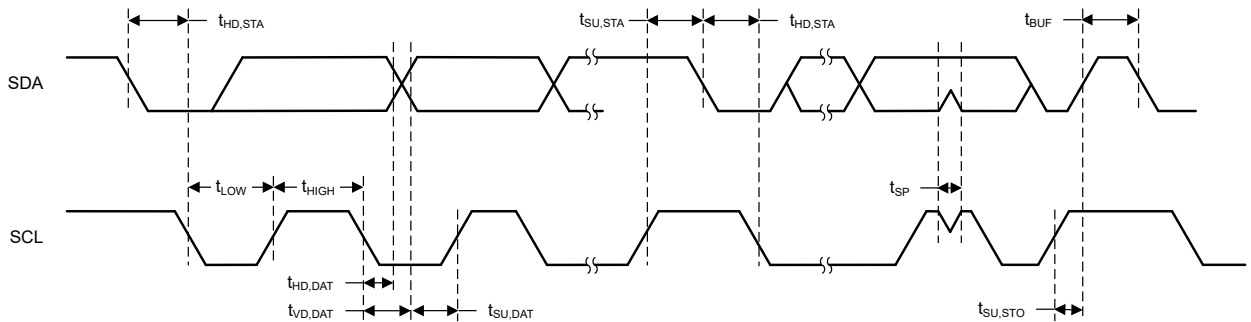 tHD,STA
tSU,STA
tHD,STA
tBUF
SDA
tLOW
tHIGH
tSP
SCL
tHD,DAT
tVD,DAT
tSU,DAT
tSU,STO